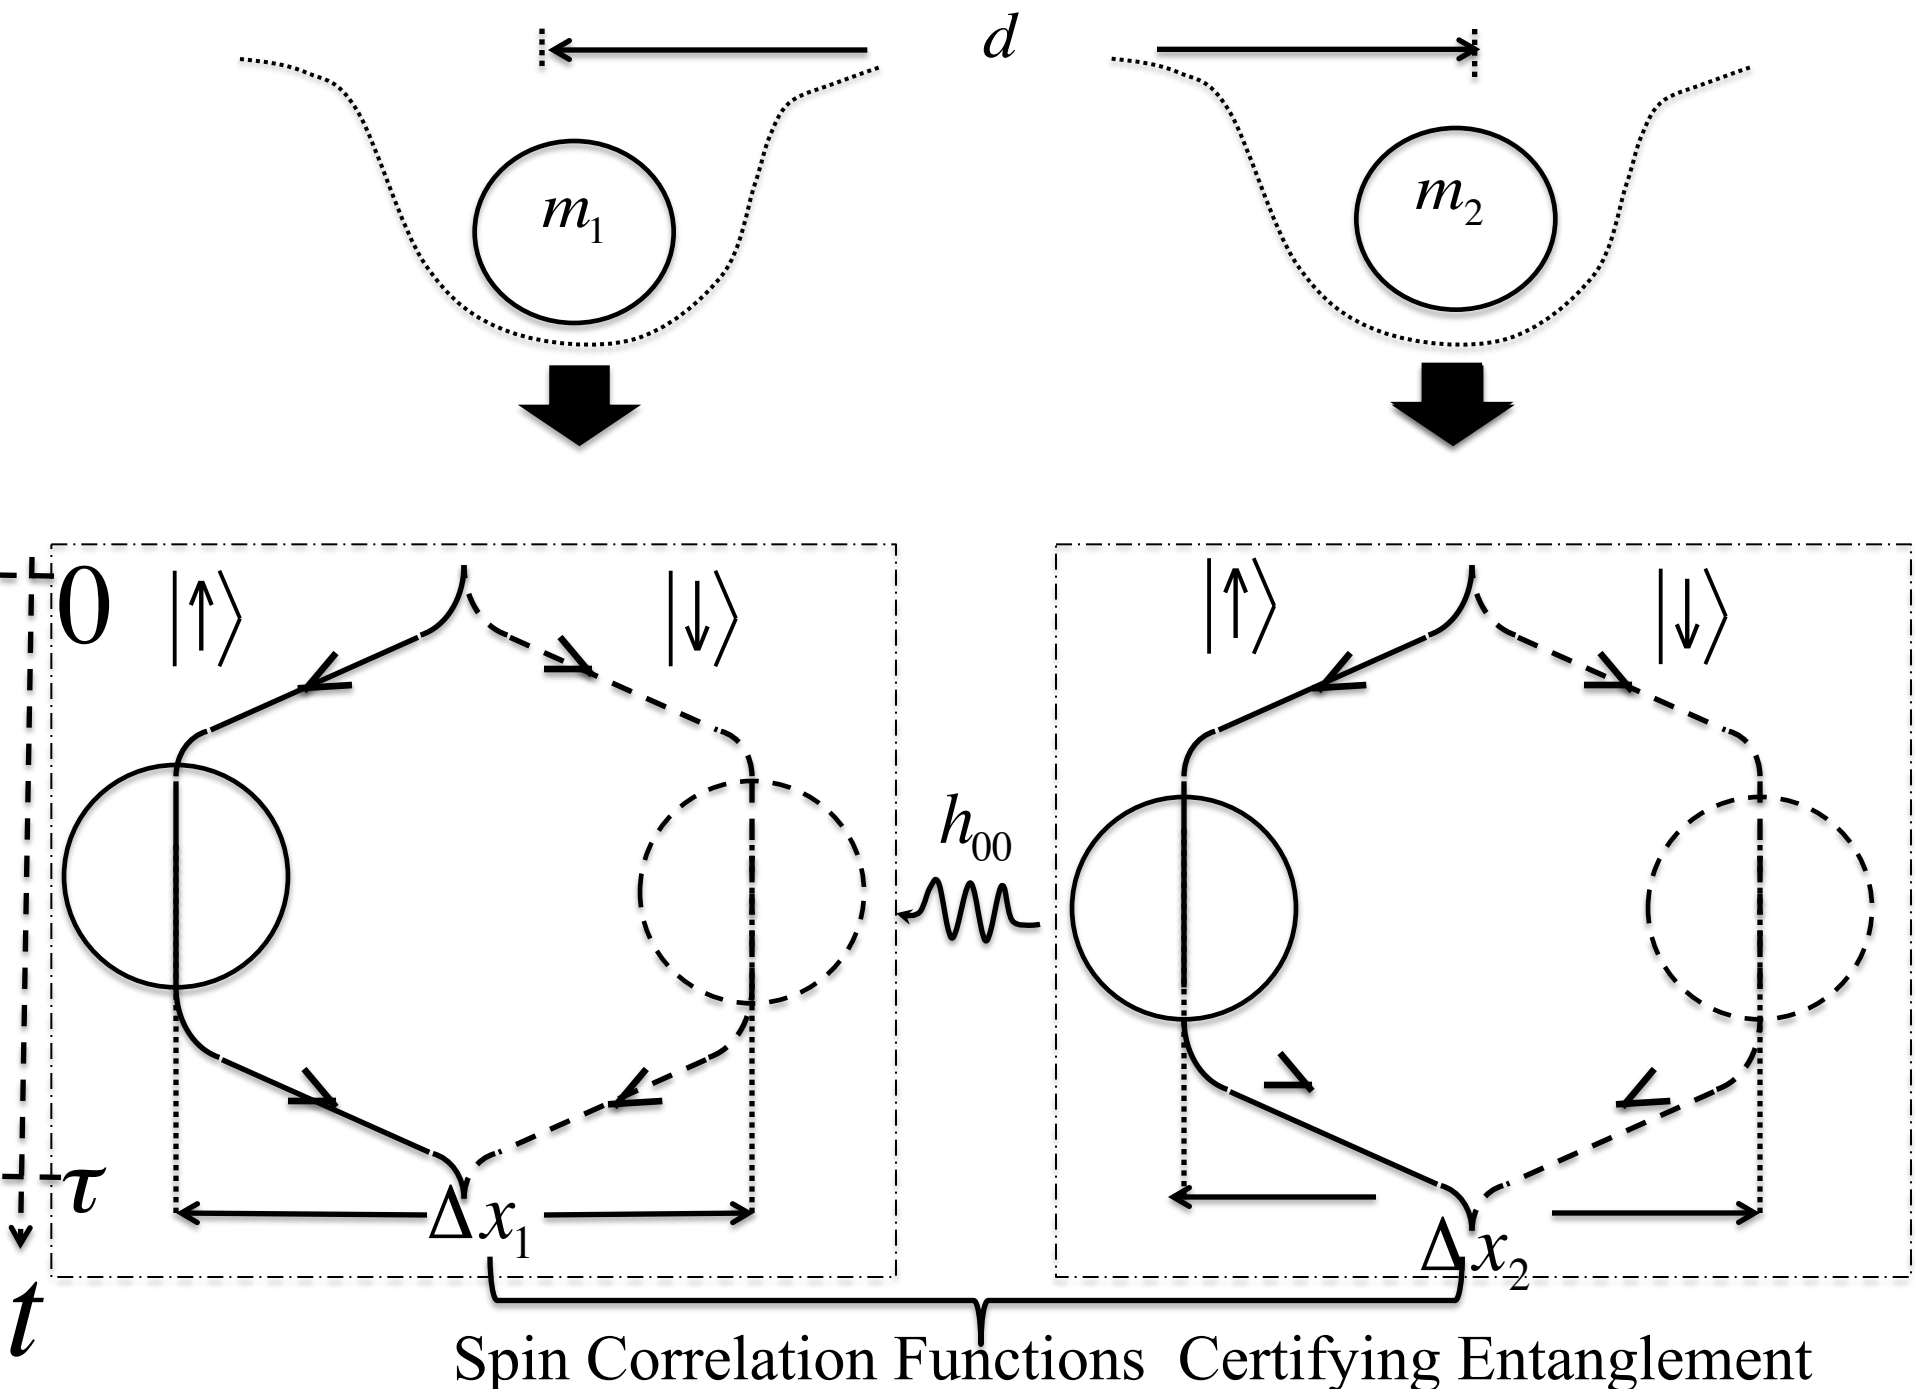 d
m₁ m₂
0 |↑⟩ |↓⟩ |↑⟩ |↓⟩
h₀₀
τ
Δx₁ Δx₂
t
Spin Correlation Functions Certifying Entanglement